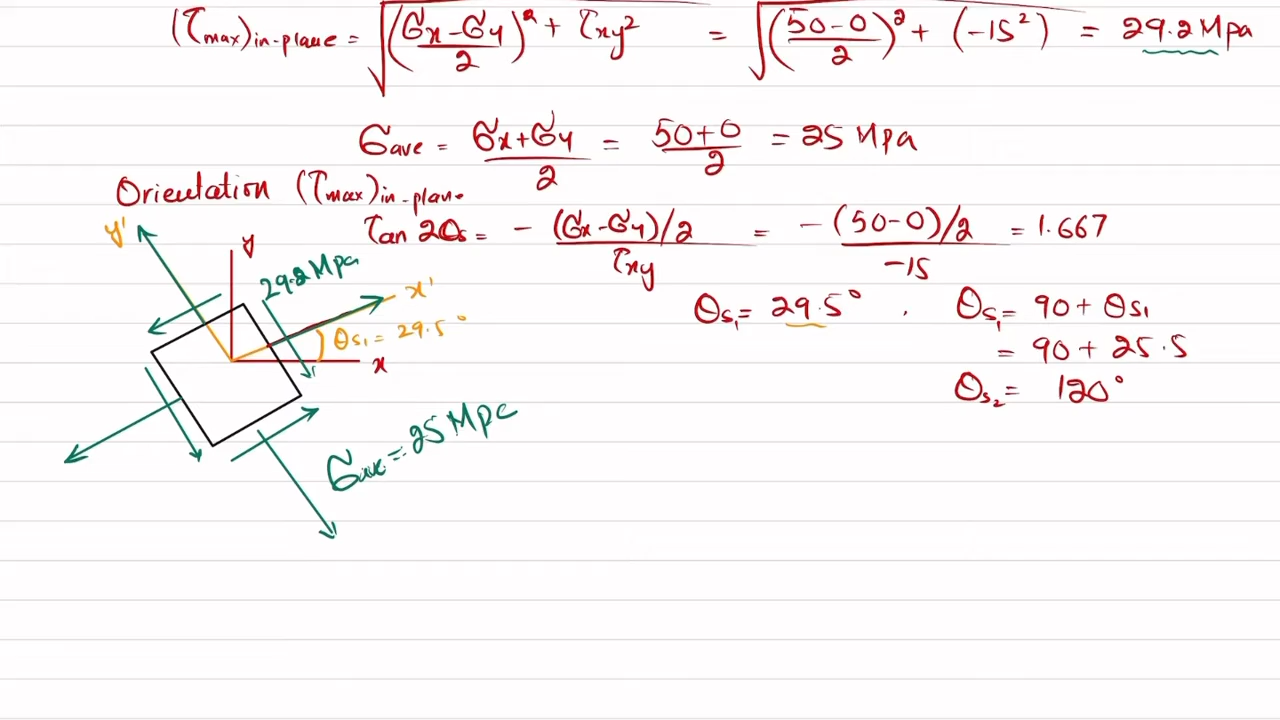 (τmax)in-plane = √((σx-σy)/2)² + τxy² = √((50-0)/2)² + (-15²) = 29.2 MPa
σave = (σx+σy)/2 = (50+0)/2 = 25 MPa
Orientation (τmax)in-plane
Tan 2θs = -(σx-σy)/2 / τxy = -(50-0)/2 / -15 = 1.667
θs₁ = 29.5° , θs₁ = 90 + θs₁
= 90 + 25.5
θs₂ = 120°
y'
y
29.2 MPa
x'
θs₁ = 29.5°
x
σave = 25 MPa